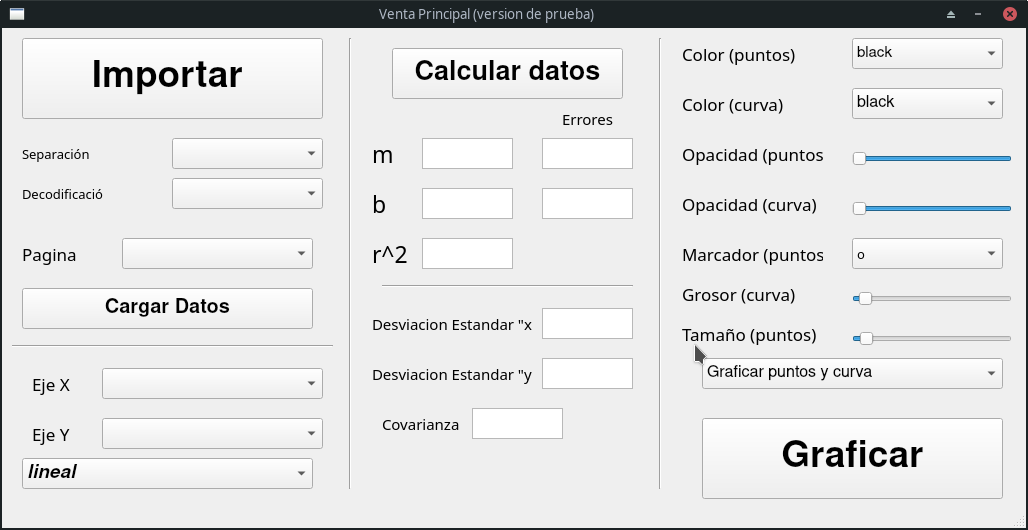 Venta Principal (version de prueba)
Importar
Separación
Decodificació
Pagina
Cargar Datos
Eje X
Eje Y
lineal
Calcular datos
Errores
m
b
r^2
Desviacion Estandar "x
Desviacion Estandar "y
Covarianza
Color (puntos) black
Color (curva) black
Opacidad (puntos
Opacidad (curva)
Marcador (puntos o
Grosor (curva)
Tamaño (puntos)
Graficar puntos y curva
Graficar